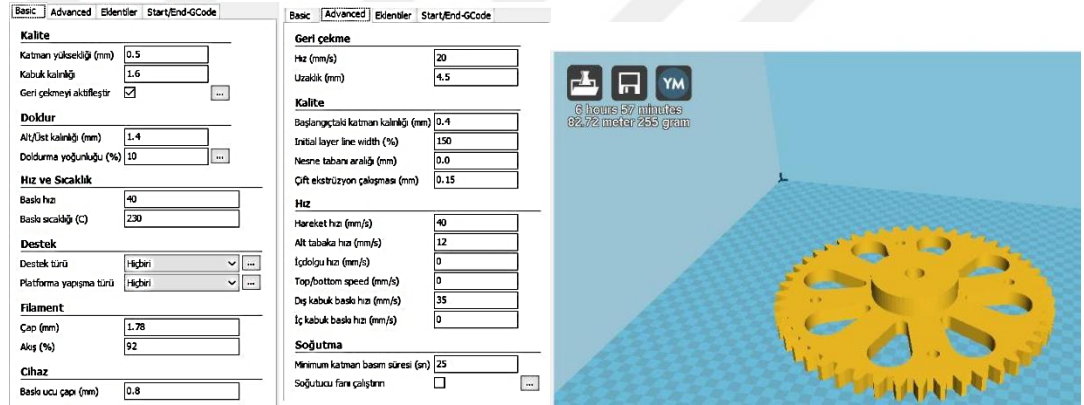 Basic Advanced Eklentiler Start/End-GCode
Kalite
Katman yüksekliği (mm) 0.5
Kabuk kalınlığı 1.6
Geri çekmeyi aktifleştir ...
Doldur
Alt/Üst kalınlığı (mm) 1.4
Doldurma yoğunluğu (%) 10 ...
Hız ve Sıcaklık
Baskı hızı 40
Baskı sıcaklığı (C) 230
Destek
Destek türü Hiçbiri ...
Platforma yapışma türü Hiçbiri ...
Filament
Çap (mm) 1.78
Akış (%) 92
Cihaz
Baskı ucu çapı (mm) 0.8
Basic Advanced Eklentiler Start/End-GCode
Geri çekme
Hız (mm/s) 20
Uzaklık (mm) 4.5
Kalite
Başlangıçtaki katman kalınlığı (mm) 0.4
Initial layer line width (%) 150
Nesne tabanı aralığı (mm) 0.0
Çift ekstrüzyon çakışması (mm) 0.15
Hız
Hareket hızı (mm/s) 40
Alt tabaka hızı (mm/s) 12
İçdolgu hızı (mm/s) 0
Top/bottom speed (mm/s) 0
Dış kabuk baskı hızı (mm/s) 35
İç kabuk baskı hızı (mm/s) 0
Soğutma
Minimum katman basım süresi (sn) 25
Soğutucu fanı çalıştırın ...
YM
6 hours 57 minutes
82.72 meter 255 gram